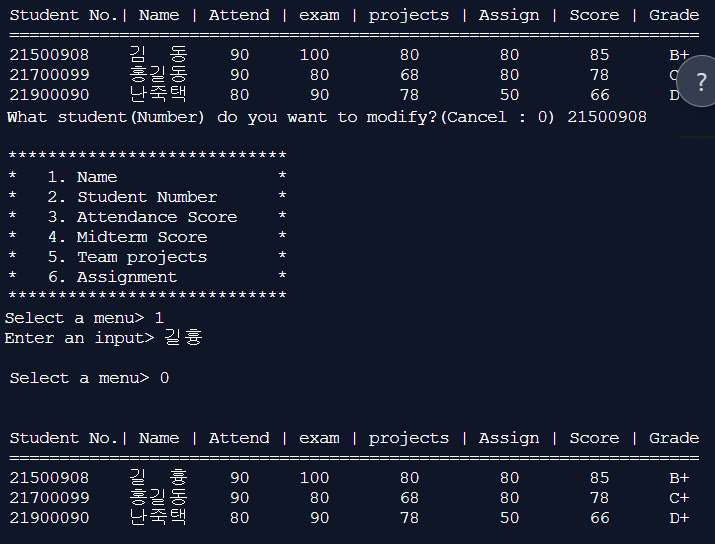 Student No.| Name | Attend | exam | projects | Assign | Score | Grade
=====================================================================
21500908 김 동 90 100 80 80 85 B+
21700099 홍길동 90 80 68 80 78
21900090 난죽택 80 90 78 50 66 D
?
What student(Number) do you want to modify?(Cancel : 0) 21500908
****************************
* 1. Name *
* 2. Student Number *
* 3. Attendance Score *
* 4. Midterm Score *
* 5. Team projects *
* 6. Assignment *
****************************
Select a menu> 1
Enter an input> 길흉
Select a menu> 0
Student No.| Name | Attend | exam | projects | Assign | Score | Grade
=====================================================================
21500908 길 흉 90 100 80 80 85 B+
21700099 홍길동 90 80 68 80 78 C+
21900090 난죽택 80 90 78 50 66 D+